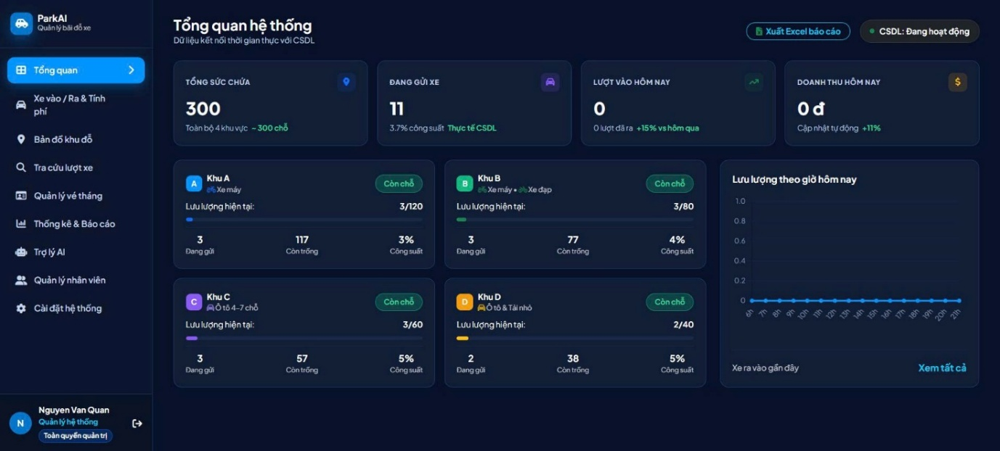 ParkAI
Quản lý bãi đỗ xe
Tổng quan
Xe vào / Ra & Tính
phí
Bản đồ khu đỗ
Tra cứu lượt xe
Quản lý vé tháng
Thống kê & Báo cáo
Trợ lý AI
Quản lý nhân viên
Cài đặt hệ thống
N
Nguyen Van Quan
Quản lý hệ thống
Toàn quyền quản trị
Tổng quan hệ thống
Dữ liệu kết nối thời gian thực với CSDL
Xuất Excel báo cáo
CSDL: Đang hoạt động
TỔNG SỨC CHỨA
300
Toàn bộ 4 khu vực ~ 300 chỗ
ĐANG GỬI XE
11
3.7% công suất Thực tế CSDL
LƯỢT VÀO HÔM NAY
0
0 lượt đã ra +15% vs hôm qua
DOANH THU HÔM NAY
$
0 đ
Cập nhật tự động +11%
A
Khu A
Xe máy
Còn chỗ
Lưu lượng hiện tại: 3/120
3 117 3%
Đang gửi Còn trống Công suất
B
Khu B
Xe máy • Xe đạp
Còn chỗ
Lưu lượng hiện tại: 3/80
3 77 4%
Đang gửi Còn trống Công suất
C
Khu C
Ô tô 4-7 chỗ
Còn chỗ
Lưu lượng hiện tại: 3/60
3 57 5%
Đang gửi Còn trống Công suất
D
Khu D
Ô tô & Tải nhỏ
Còn chỗ
Lưu lượng hiện tại: 2/40
2 38 5%
Đang gửi Còn trống Công suất
Lưu lượng theo giờ hôm nay
1.0
0.8
0.6
0.4
0.2
0
6h 7h 8h 9h 10h 11h 12h 13h 14h 15h 16h 17h 18h 19h 20h 21h
Xe ra vào gần đây Xem tất cả